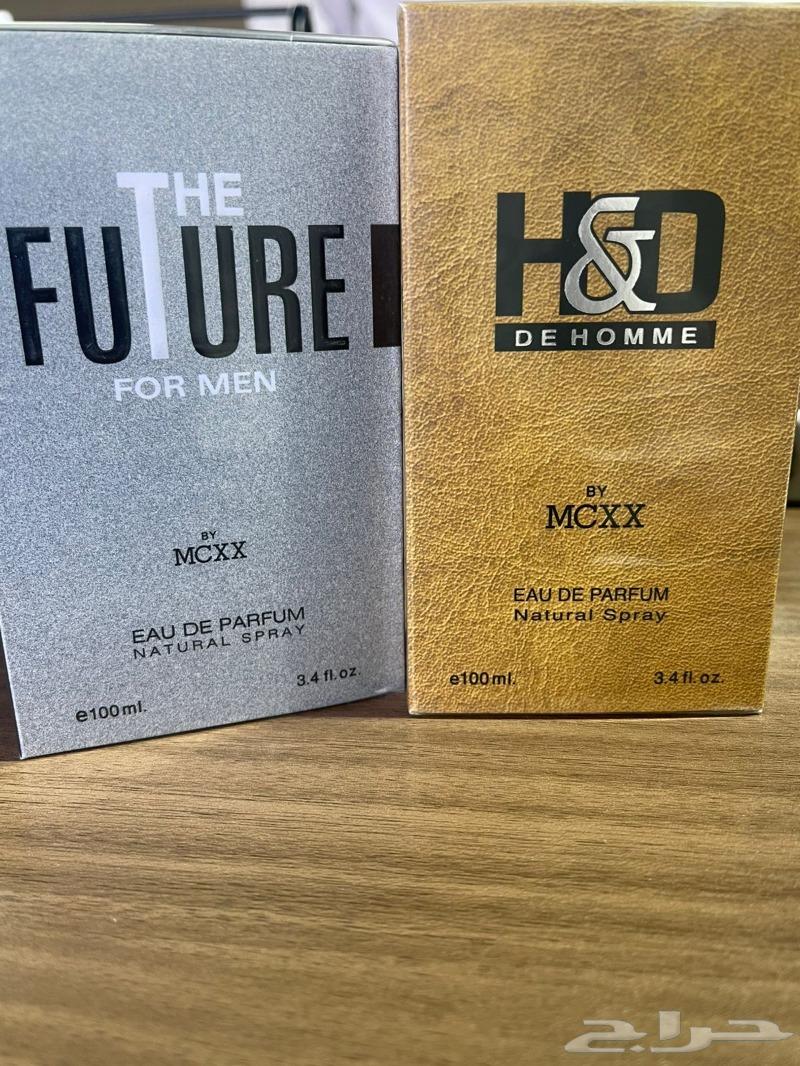 THE
FUTURE
FOR MEN
BY
MCXX
EAU DE PARFUM
NATURAL SPRAY
3.4 fl. oz.
e100ml.
H&D
DE HOMME
BY
MCXX
EAU DE PARFUM
Natural Spray
e100ml.
3.4 fl. oz.
حراج